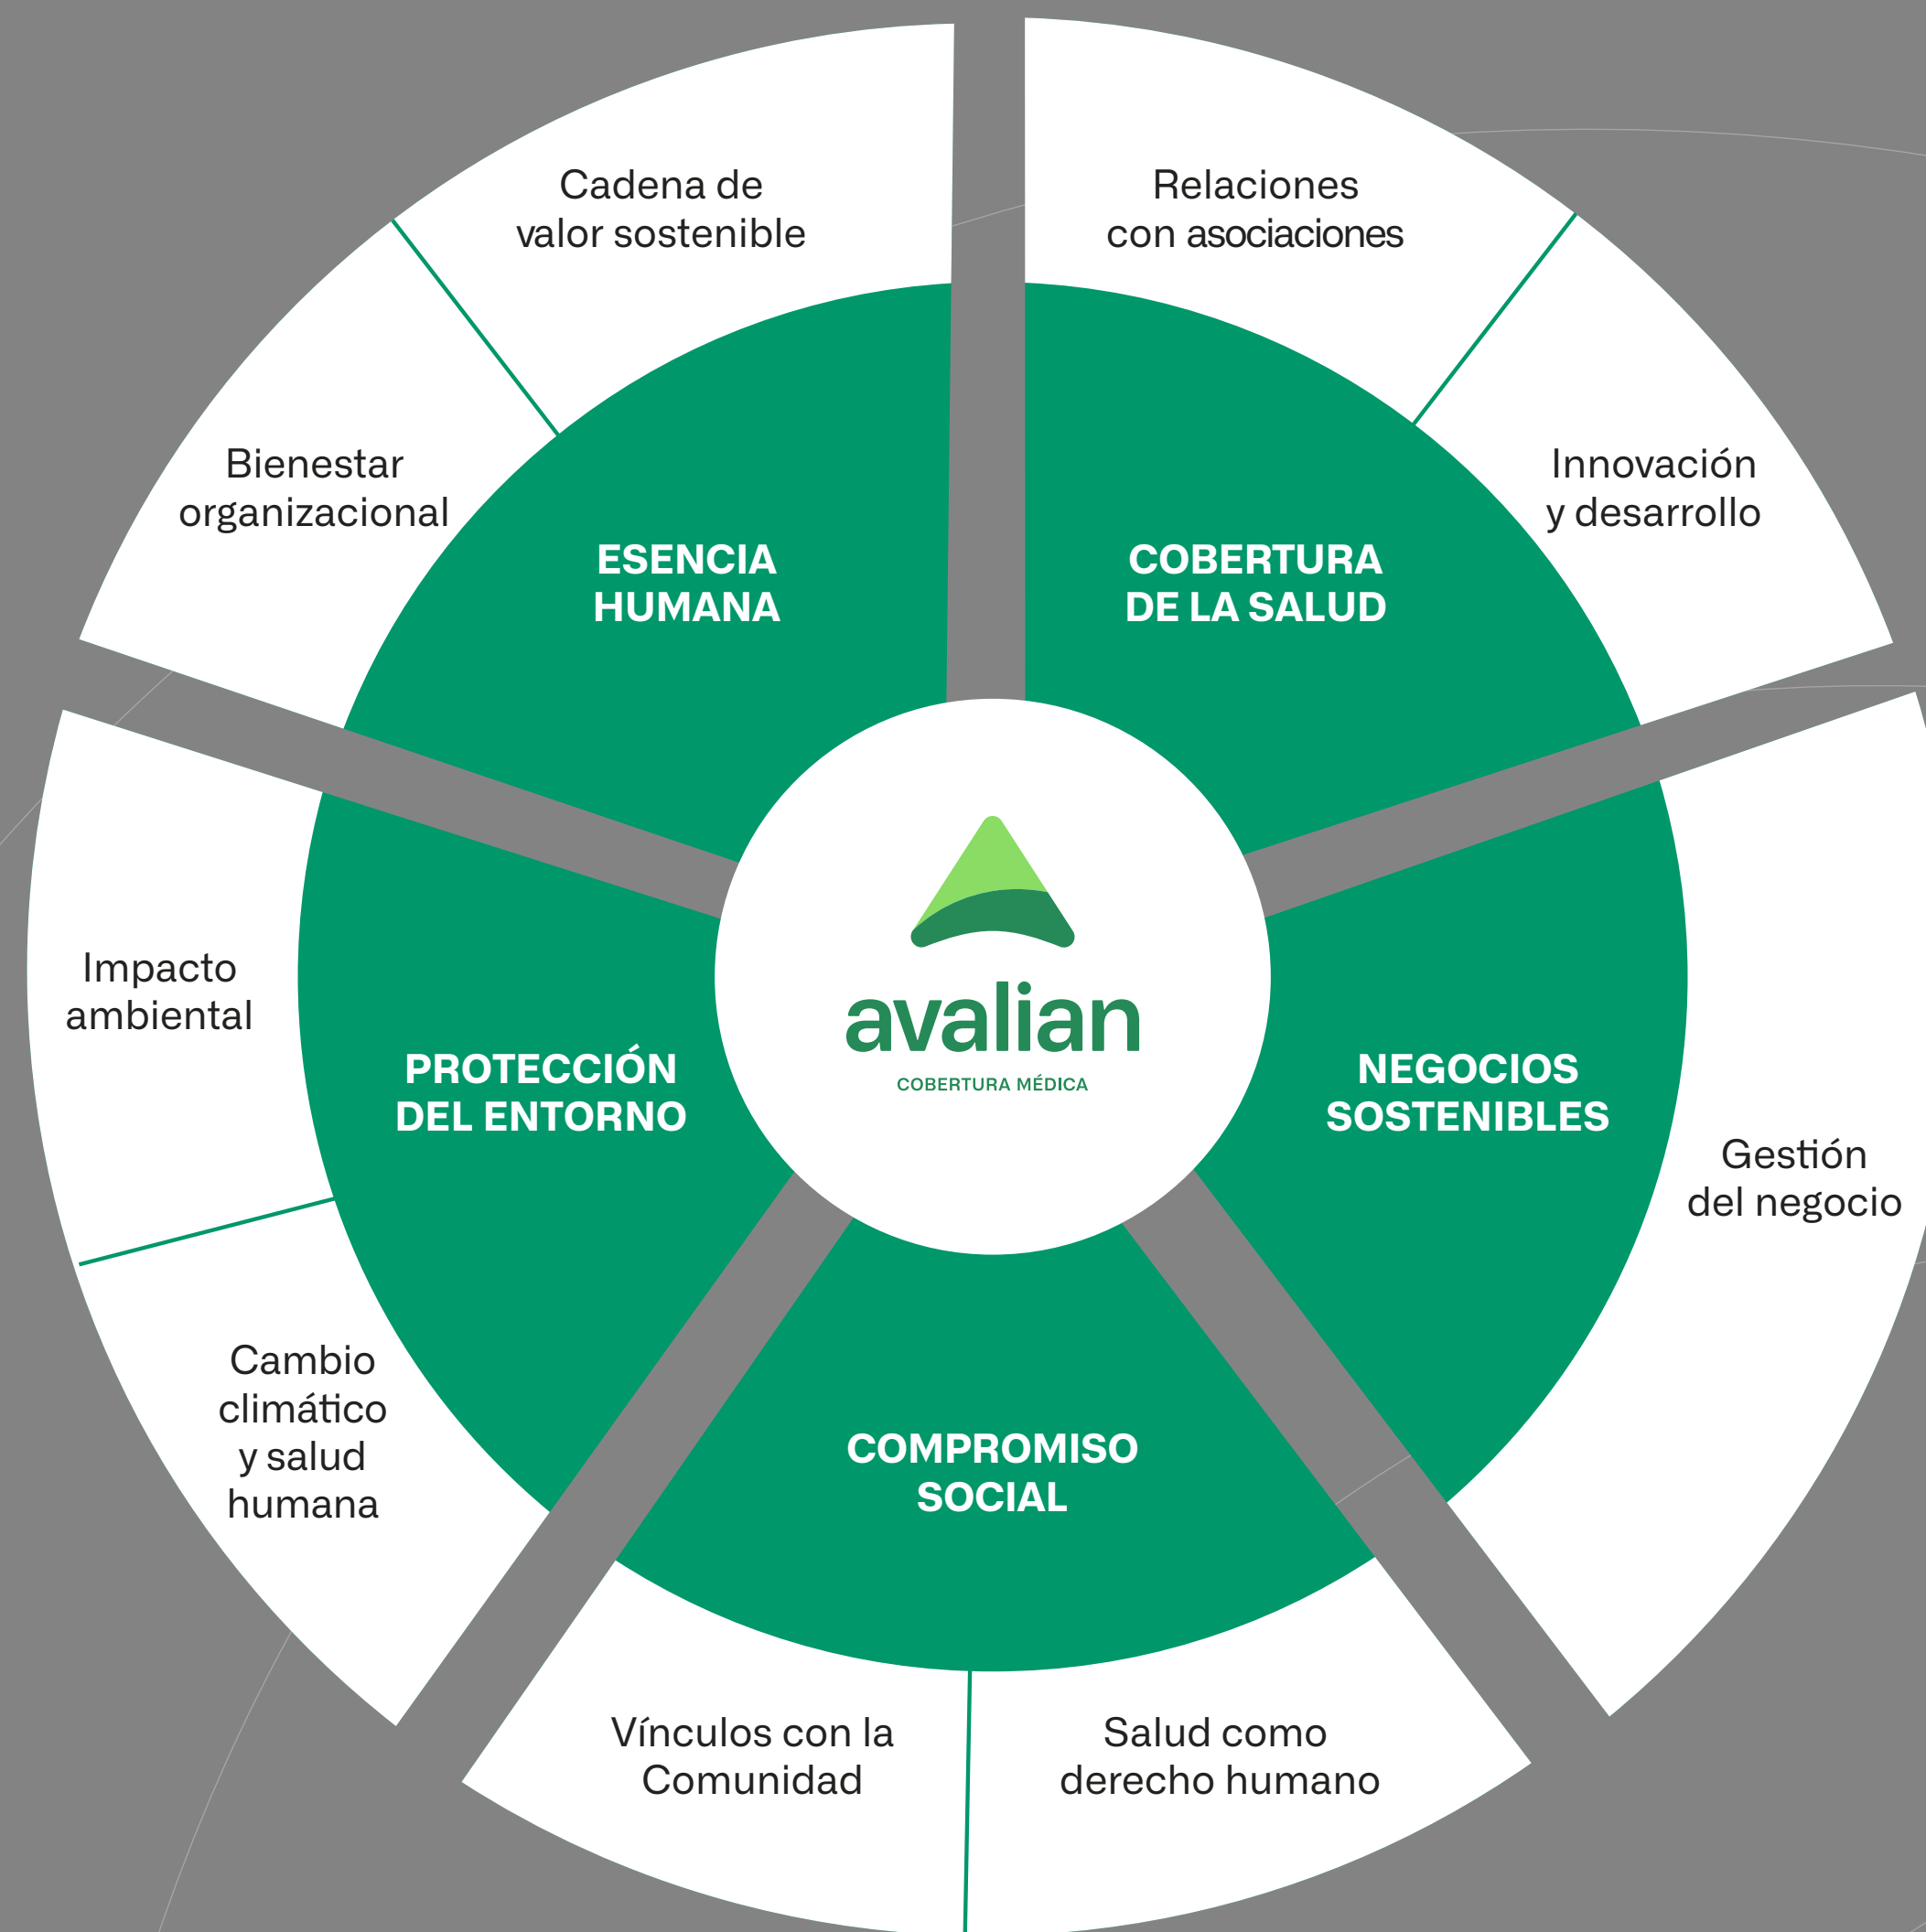 Cadena de
valor sostenible
Relaciones
con asociaciones
Bienestar
organizacional
Innovación
y desarrollo
ESENCIA
HUMANA
COBERTURA
DE LA SALUD
Impacto
ambiental
avalian
COBERTURA MÉDICA
PROTECCIÓN
DEL ENTORNO
NEGOCIOS
SOSTENIBLES
Gestión
del negocio
Cambio
climático
y salud
humana
COMPROMISO
SOCIAL
Vínculos con la
Comunidad
Salud como
derecho humano